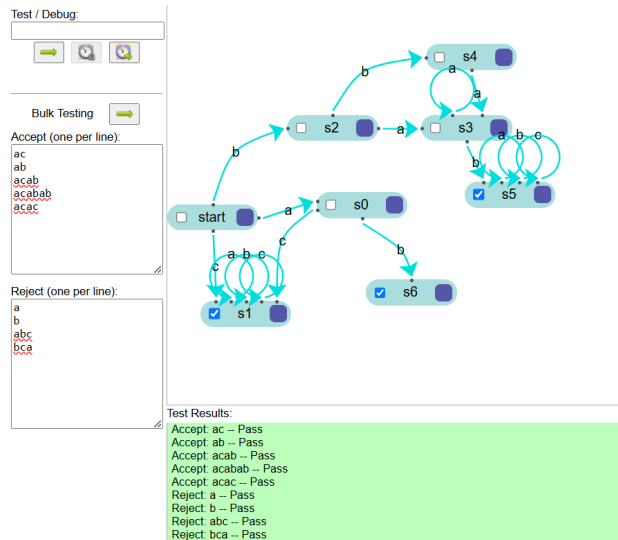 Test / Debug:
Bulk Testing
Accept (one per line):
ac
ab
acab
acabab
acac
Reject (one per line):
a
b
abc
bca
s4
b
a
a
s2
a
s3
a
b
c
b
b
s5
start
a
s0
c
b
c
a
b
c
s1
s6
Test Results:
Accept: ac -- Pass
Accept: ab -- Pass
Accept: acab -- Pass
Accept: acabab -- Pass
Accept: acac -- Pass
Reject: a -- Pass
Reject: b -- Pass
Reject: abc -- Pass
Reject: bca -- Pass